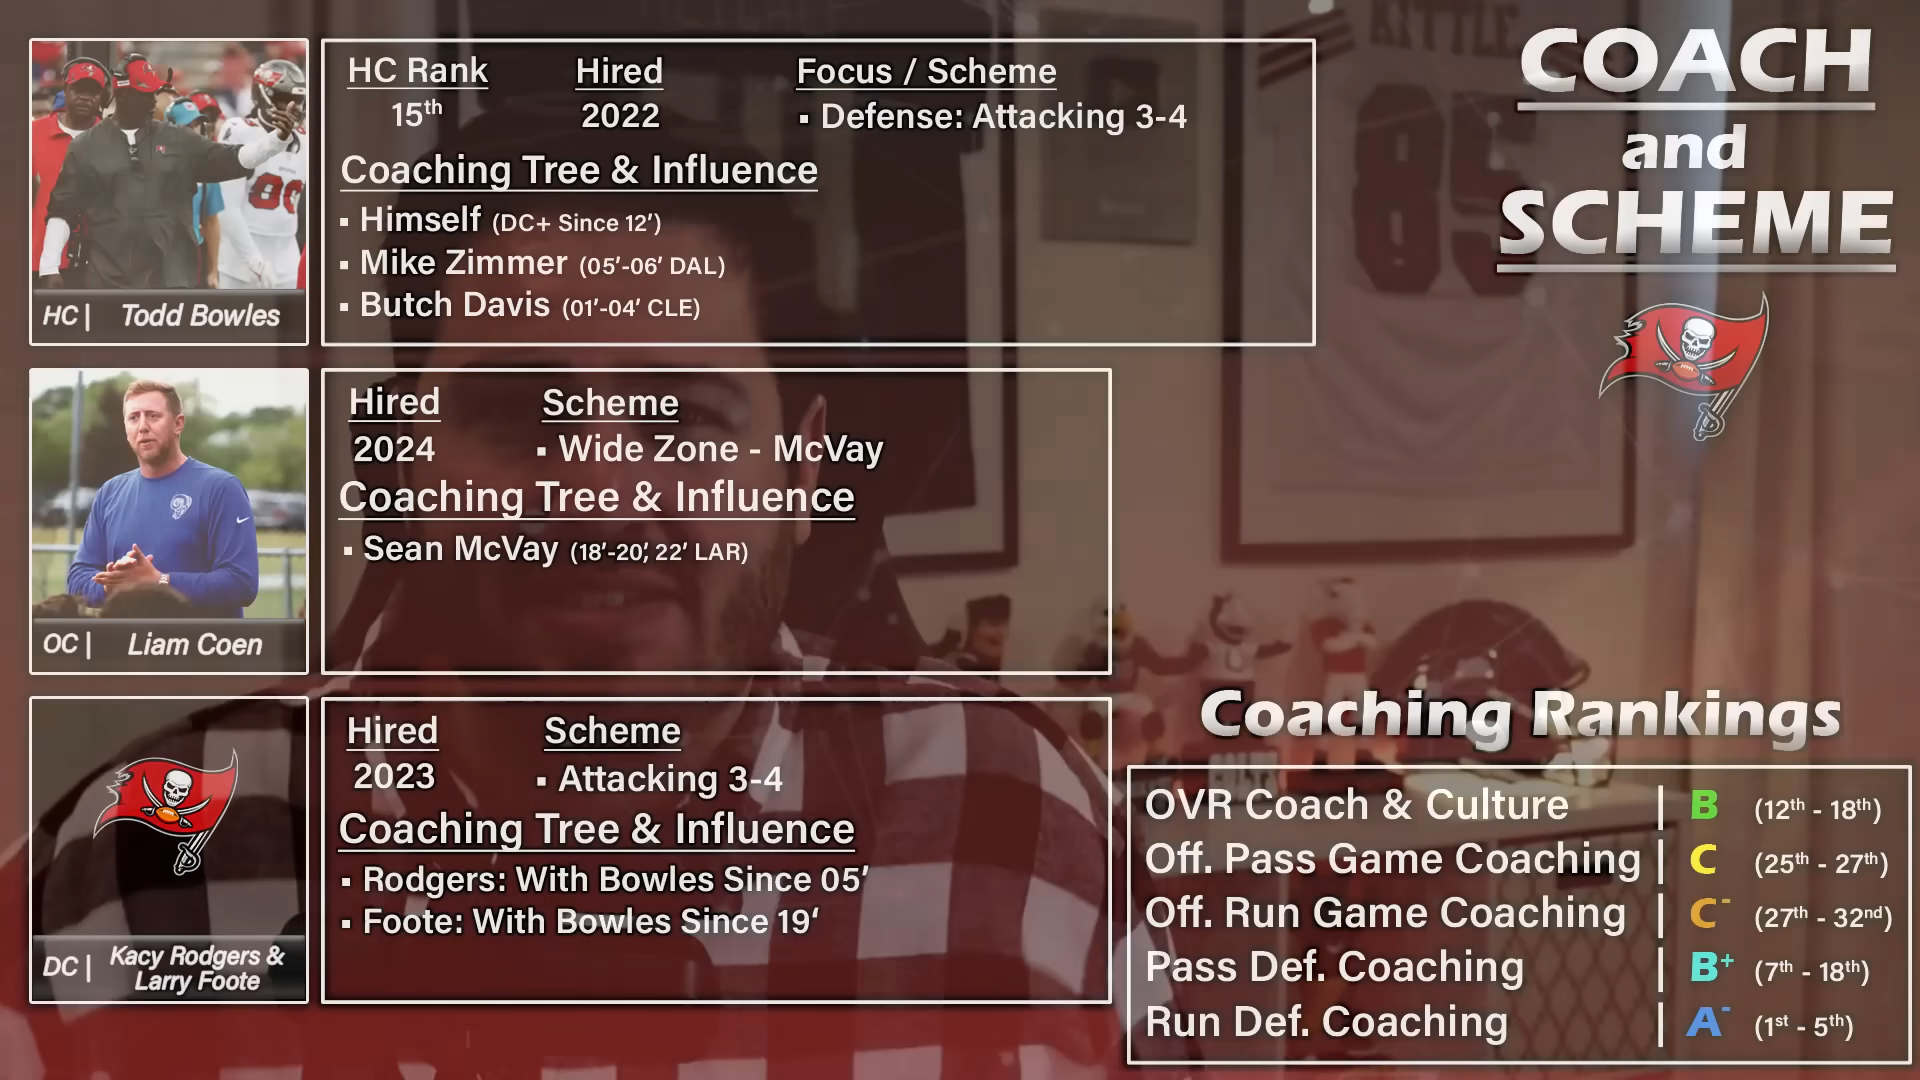 HC Rank Hired Focus / Scheme
15th 2022 ▪ Defense: Attacking 3-4
Coaching Tree & Influence
▪ Himself (DC+ Since 12′)
▪ Mike Zimmer (05′-06′ DAL)
▪ Butch Davis (01′-04′ CLE)
HC | Todd Bowles
COACH
and
SCHEME
KITTLE
85
Hired Scheme
2024 ▪ Wide Zone - McVay
Coaching Tree & Influence
▪ Sean McVay (18′-20′, 22′ LAR)
OC | Liam Coen
Hired Scheme
2023 ▪ Attacking 3-4
Coaching Tree & Influence
▪ Rodgers: With Bowles Since 05′
▪ Foote: With Bowles Since 19‘
DC | Kacy Rodgers &
Larry Foote
Coaching Rankings
OVR Coach & Culture | B (12th - 18th)
Off. Pass Game Coaching | C (25th - 27th)
Off. Run Game Coaching | C- (27th - 32nd)
Pass Def. Coaching | B+ (7th - 18th)
Run Def. Coaching | A- (1st - 5th)